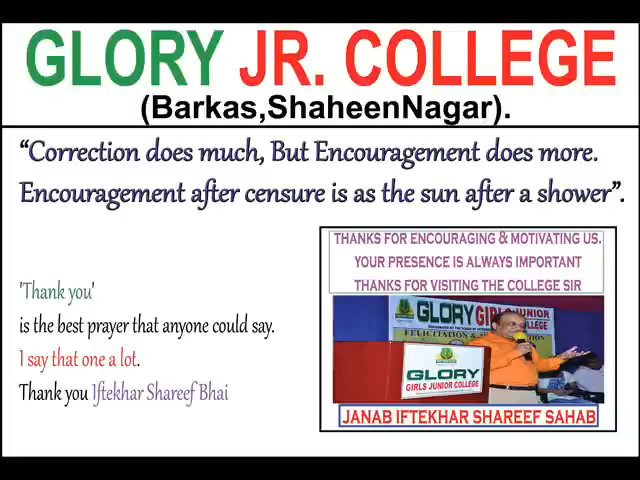 GLORY JR. COLLEGE
(Barkas,ShaheenNagar).
“Correction does much, But Encouragement does more.
Encouragement after censure is as the sun after a shower”.
'Thank you'
is the best prayer that anyone could say.
I say that one a lot.
Thank you Iftekhar Shareef Bhai
THANKS FOR ENCOURAGING & MOTIVATING US.
YOUR PRESENCE IS ALWAYS IMPORTANT
THANKS FOR VISITING THE COLLEGE SIR
GLORY GIRLS JUNIOR
COLLEGE
FELICITATION &
GLORY
GIRLS JUNIOR COLLEGE
JANAB IFTEKHAR SHAREEF SAHAB